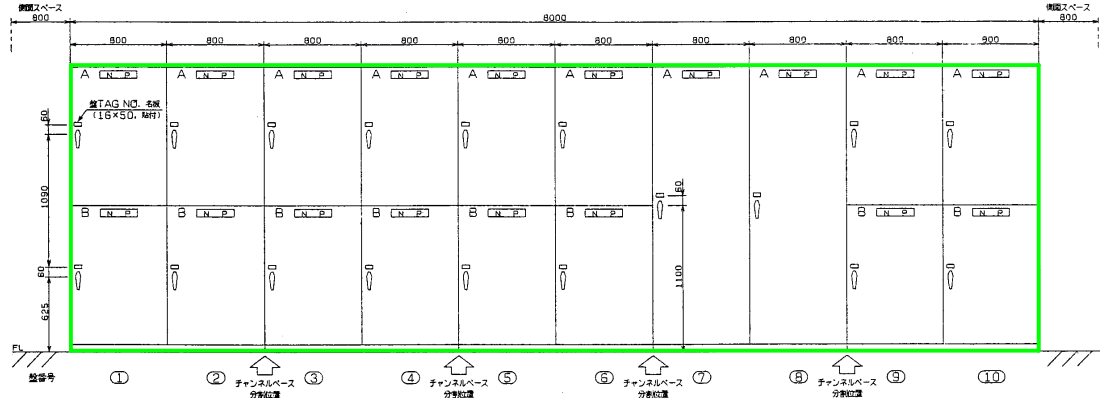 側面スペース
800
8000
側面スペース
800
800 800 800 800 800 800 800 800 800 900
A N P A N P A N P A N P A N P A N P A N P A N P A N P A N P
盤TAG NO. 名板
(16×50, 貼付)
60
1090
60
625
60
1100
B N P B N P B N P B N P B N P B N P B N P B N P
FL
盤番号 ① ② ③ ④ ⑤ ⑥ ⑦ ⑧ ⑨ ⑩
チャンネルベース チャンネルベース チャンネルベース チャンネルベース
分割位置 分割位置 分割位置 分割位置